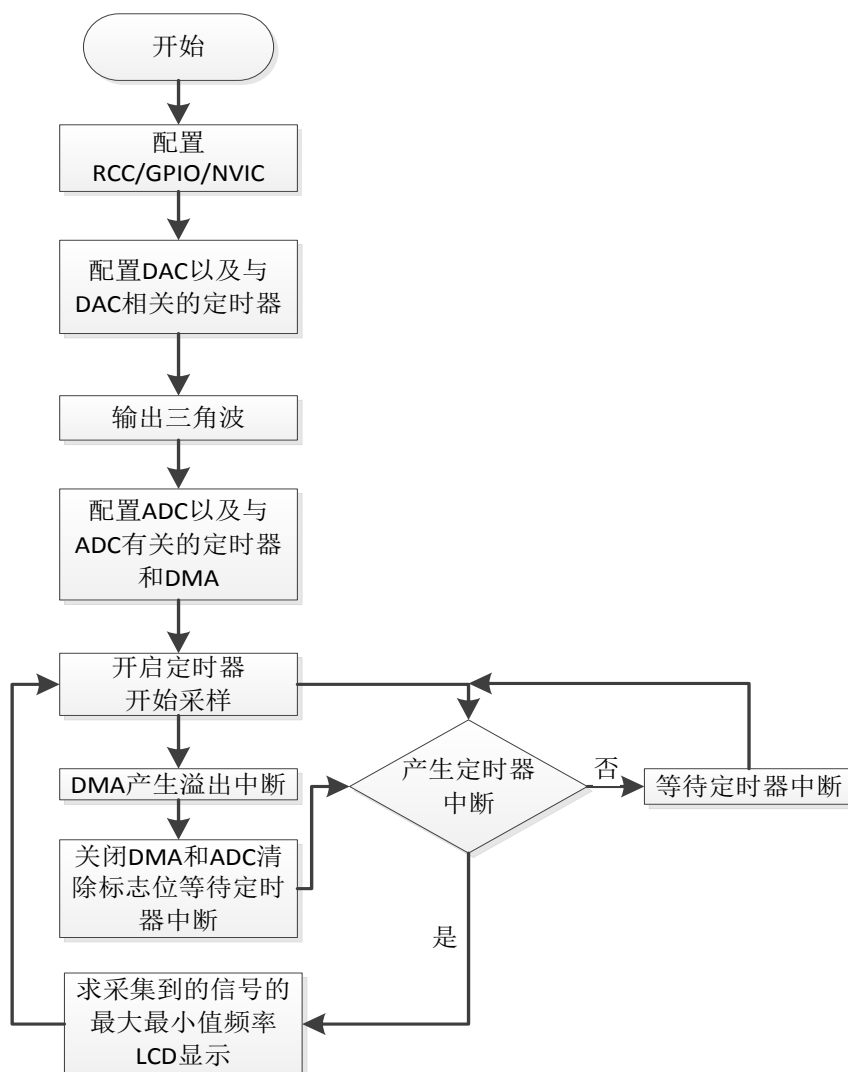 开始
配置
RCC/GPIO/NVIC
配置DAC以及与
DAC相关的定时器
输出三角波
配置ADC以及与
ADC有关的定时器
和DMA
开启定时器
开始采样
DMA产生溢出中断
关闭DMA和ADC清
除标志位等待定时
器中断
产生定时器
中断
否
等待定时器中断
是
求采集到的信号的
最大最小值频率
LCD显示